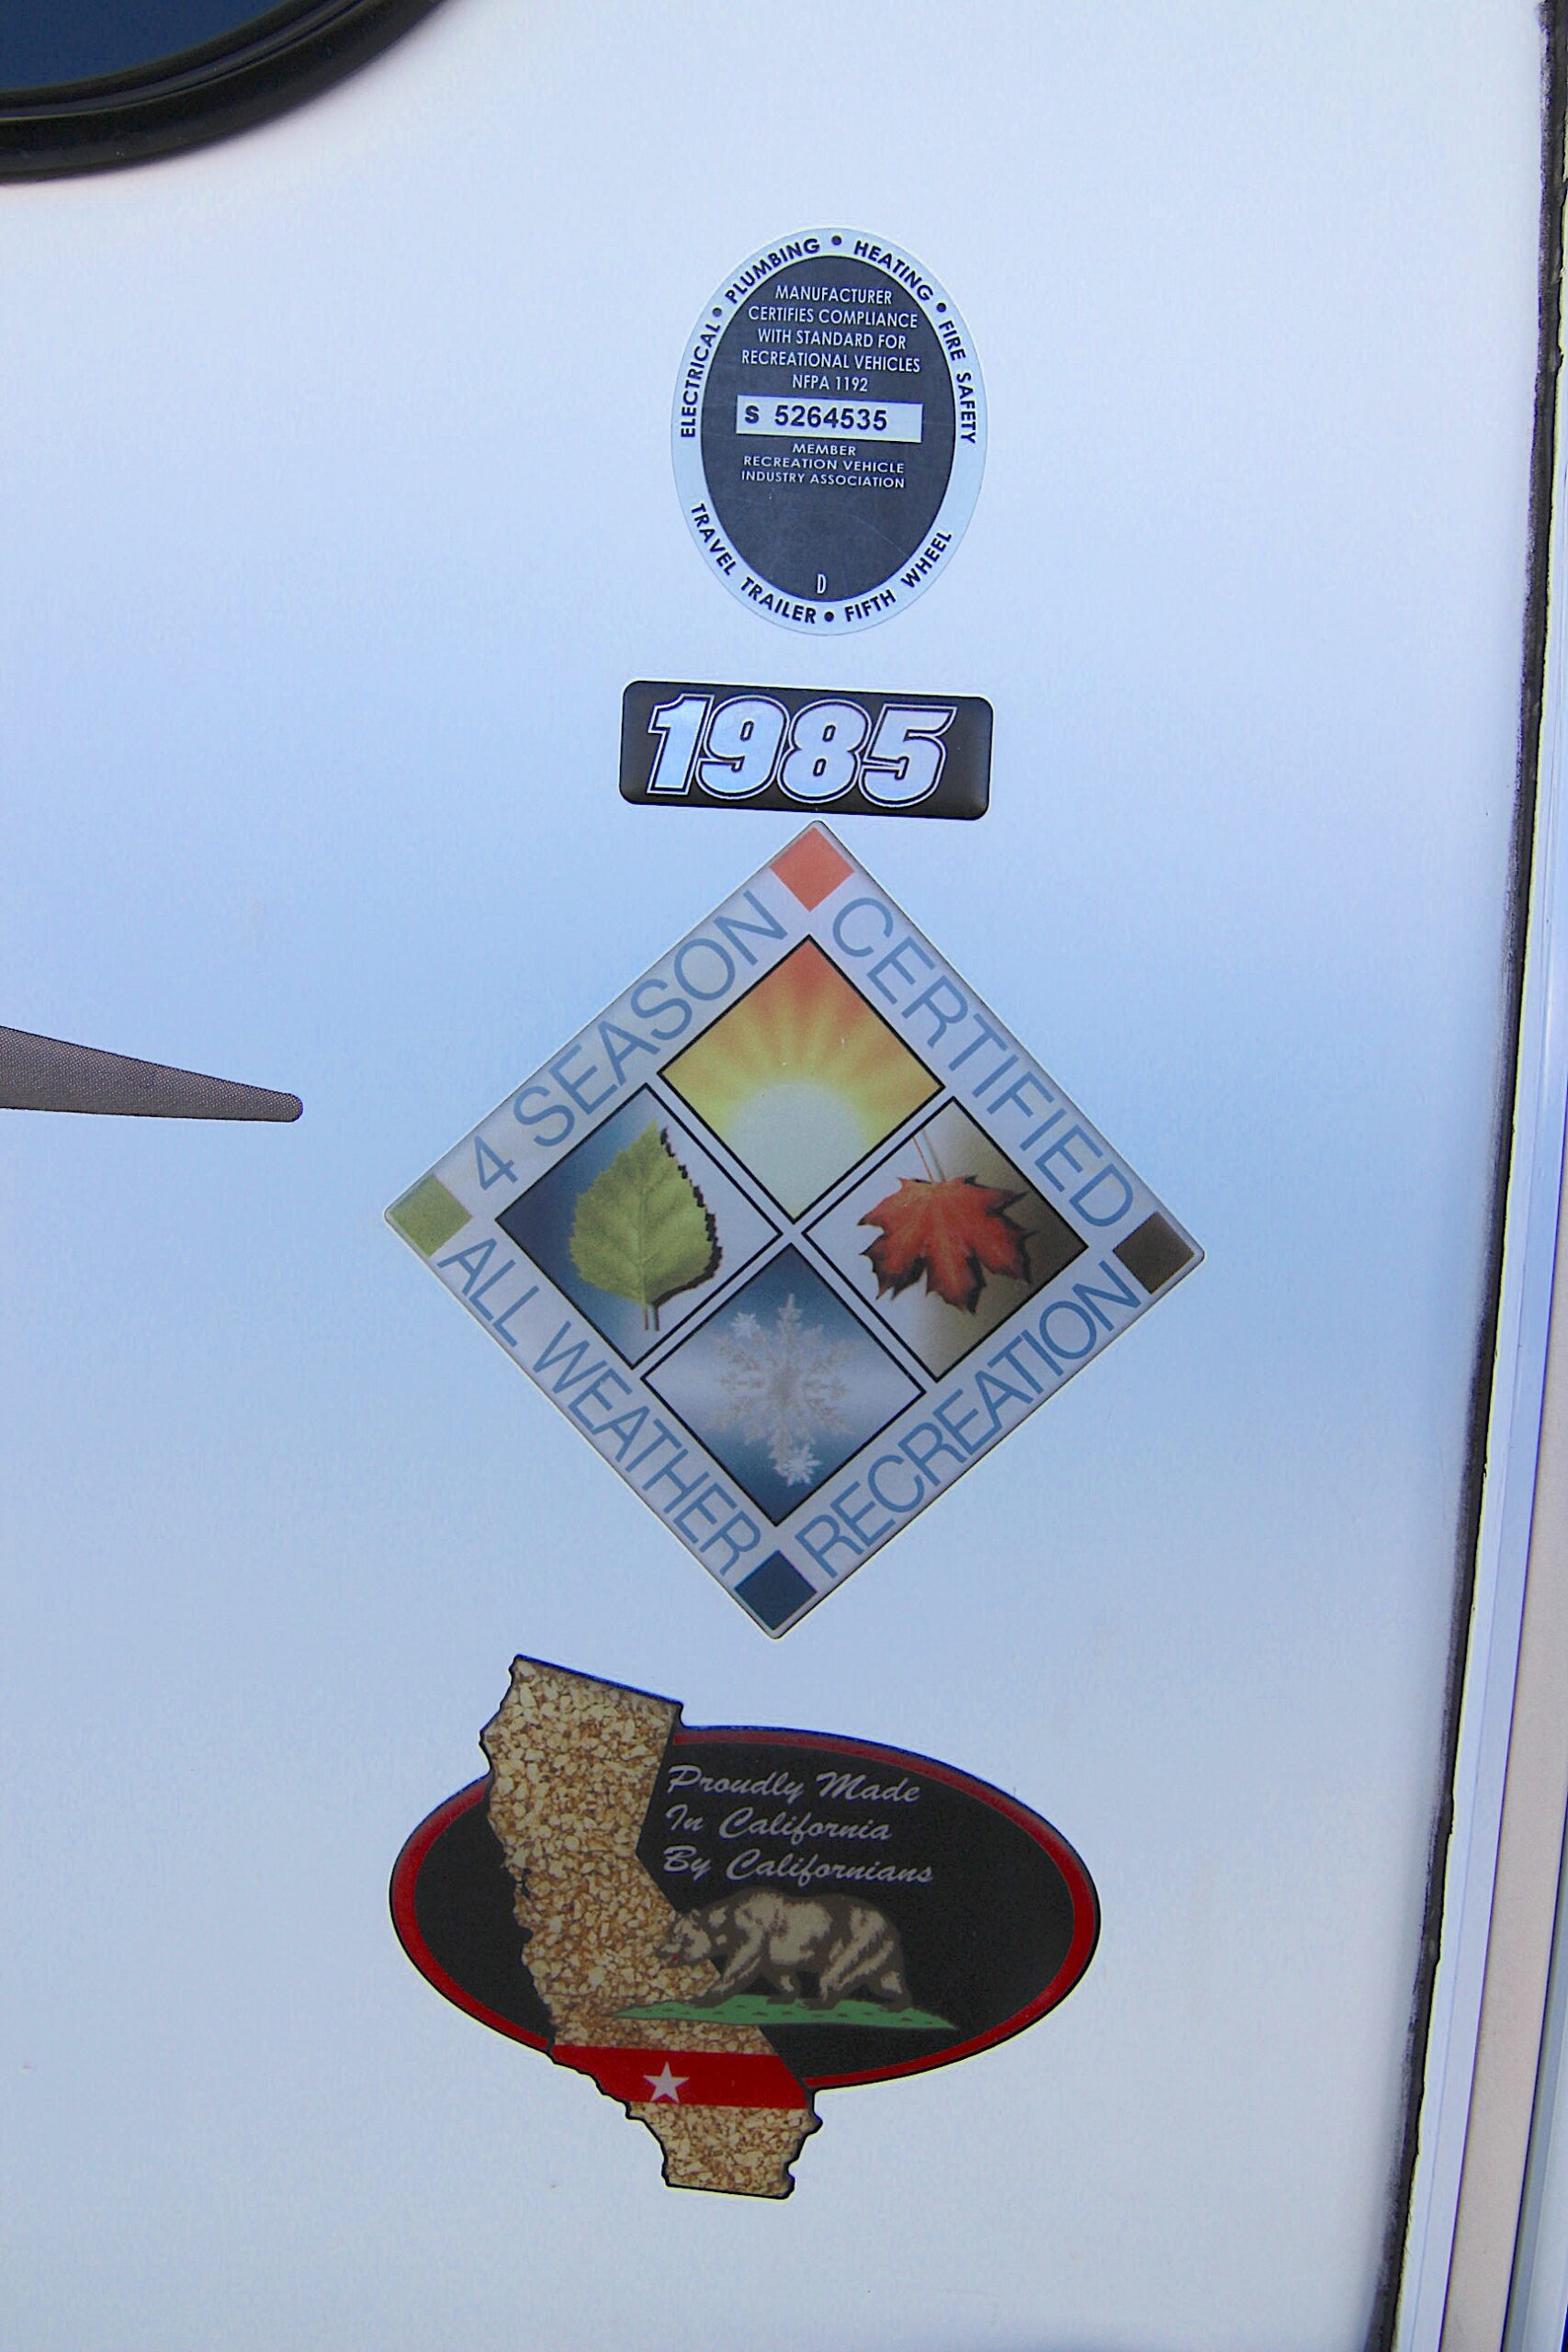 ELECTRICAL • PLUMBING • HEATING • FIRE SAFETY
MANUFACTURER
CERTIFIES COMPLIANCE
WITH STANDARD FOR
RECREATIONAL VEHICLES
NFPA 1192
S 5264535
MEMBER
RECREATION VEHICLE
INDUSTRY ASSOCIATION
D
TRAVEL TRAILER • FIFTH WHEEL
1985
4 SEASON
CERTIFIED
ALL WEATHER
RECREATION
Proudly Made
In California
By Californians